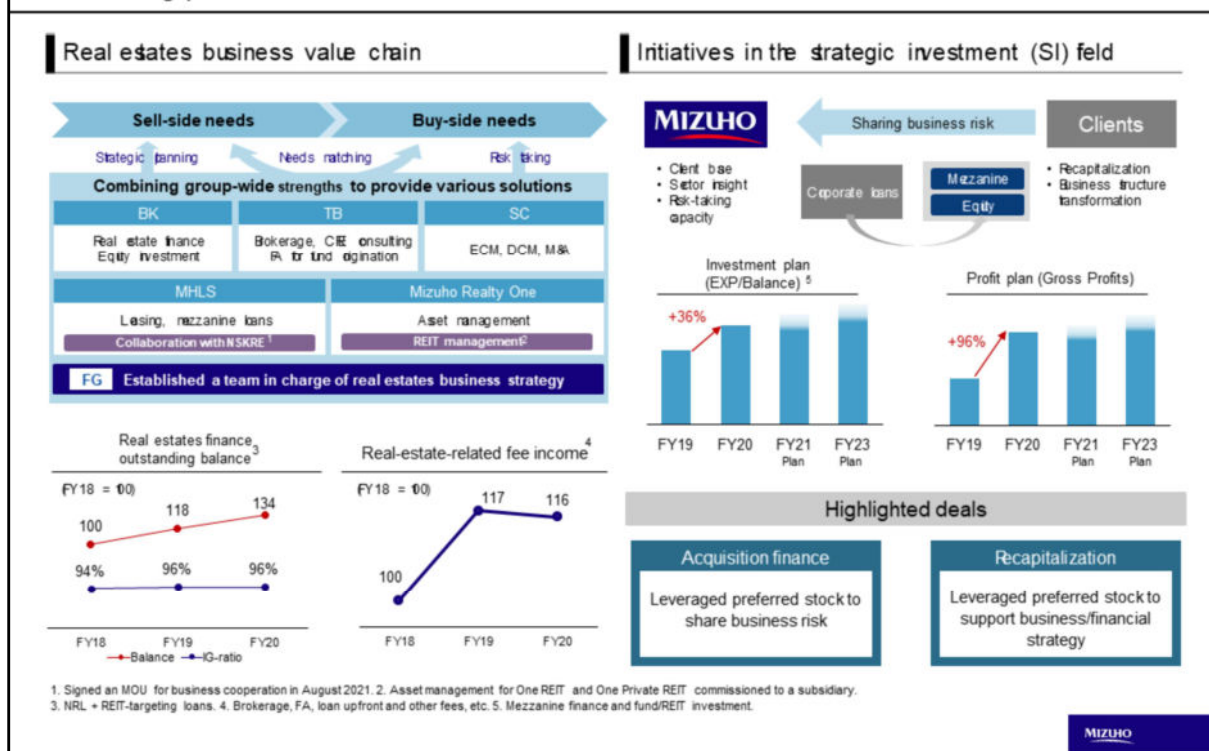 Real estates business value chain
Sell-side needs
Buy-side needs
Strategic planning
Needs matching
Risk taking
Combining group-wide strengths to provide various solutions
BK
TB
SC
Real estate finance
Equity investment
Brokerage, CRE consulting
FA for fund origination
ECM, DCM, M&A
MHLS
Mizuho Realty One
Leasing, mezzanine loans
Asset management
Collaboration with NSKRE 1
REIT management2
FG Established a team in charge of real estates business strategy
Real estates finance
outstanding balance3
(FY18 = 100)
100
118
134
94%
96%
96%
FY18
FY19
FY20
Balance
IG-ratio
Real-estate-related fee income4
(FY18 = 100)
100
117
116
FY18
FY19
FY20
Initiatives in the strategic investment (SI) feld
MIZUHO
Sharing business risk
Clients
• Client base
• Sector insight
• Risk-taking
capacity
Corporate loans
Mezzanine
Equity
• Recapitalization
• Business structure
transformation
Investment plan
(EXP/Balance) 5
+36%
FY19
FY20
FY21
Plan
FY23
Plan
Profit plan (Gross Profits)
+96%
FY19
FY20
FY21
Plan
FY23
Plan
Highlighted deals
Acquisition finance
Leveraged preferred stock to
share business risk
Recapitalization
Leveraged preferred stock to
support business/financial
strategy
1. Signed an MOU for business cooperation in August 2021. 2. Asset management for One REIT and One Private REIT commissioned to a subsidiary.
3. NRL + REIT-targeting loans. 4. Brokerage, FA, loan upfront and other fees, etc. 5. Mezzanine finance and fund/REIT investment.
MIZUHO